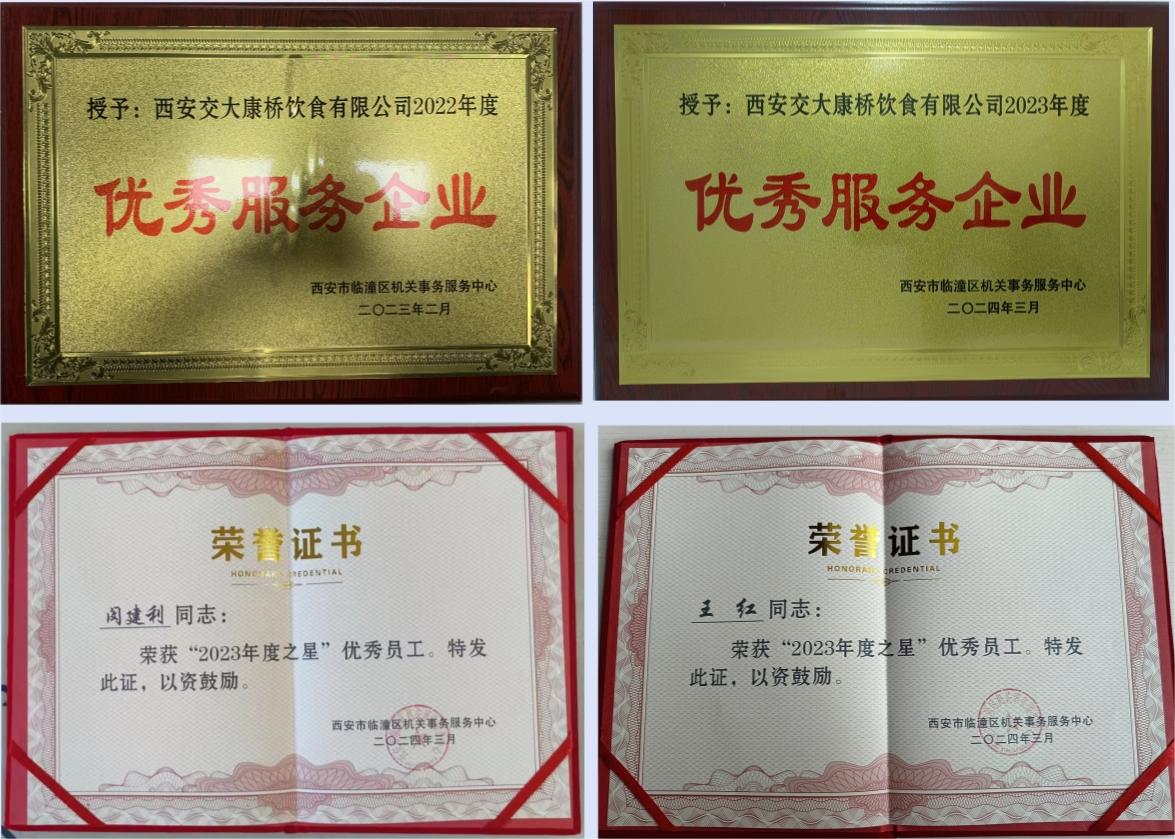 授予：西安交大康桥饮食有限公司2022年度
优秀服务企业
西安市临潼区机关事务服务中心
二〇二三年二月
授予：西安交大康桥饮食有限公司2023年度
优秀服务企业
西安市临潼区机关事务服务中心
二〇二四年三月
荣誉证书
HONORARY CREDENTIAL
闵建利 同志：
荣获“2023年度之星”优秀员工。特发
此证，以资鼓励。
西安市临潼区机关事务服务中心
二〇二四年三月
荣誉证书
HONORARY CREDENTIAL
王 红 同志：
荣获“2023年度之星”优秀员工。特发
此证，以资鼓励。
西安市临潼区机关事务服务中心
二〇二四年三月